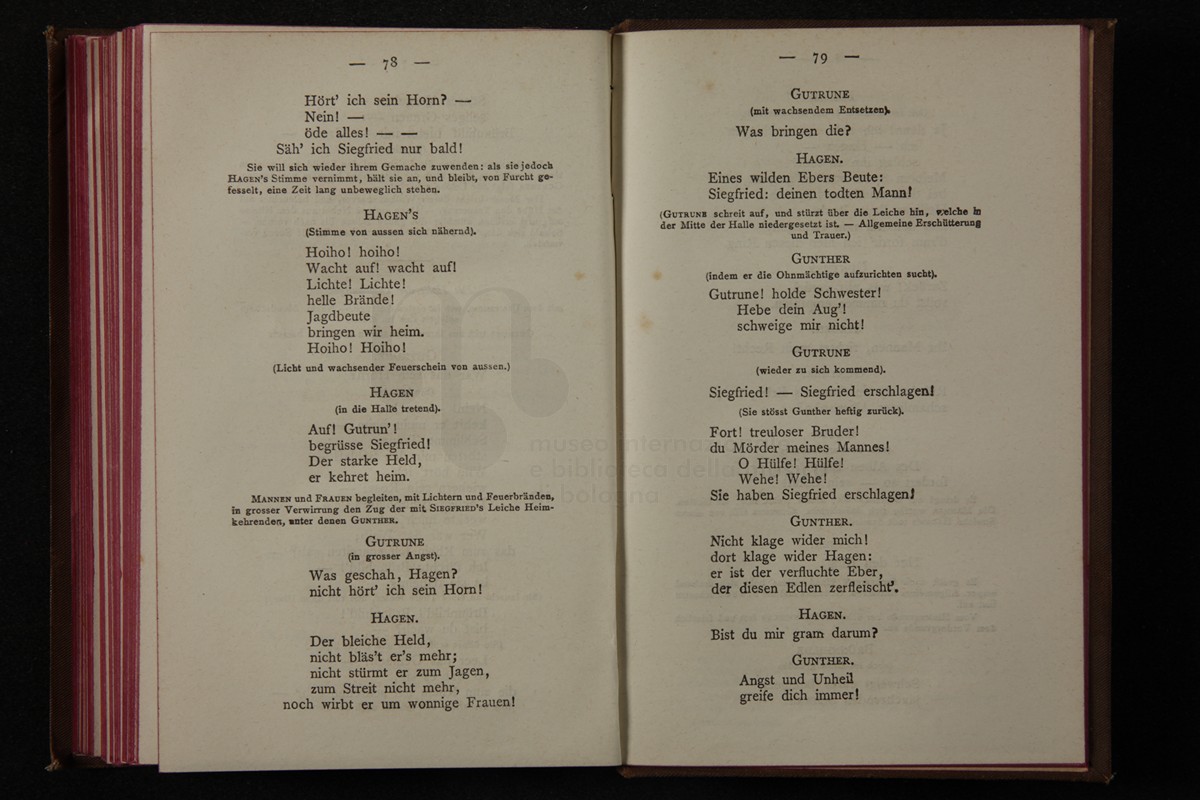 — 78 —
Hört' ich sein Horn? —
Nein! —
öde alles! — —
Säh' ich Siegfried nur bald!
Sie will sich wieder ihrem Gemache zuwenden: als sie jedoch
HAGEN'S Stimme vernimmt, hält sie an, und bleibt, von Furcht ge-
fesselt, eine Zeit lang unbeweglich stehen.
HAGEN'S
(Stimme von aussen sich nähernd).
Hoiho! hoiho!
Wacht auf! wacht auf!
Lichte! Lichte!
helle Brände!
Jagdbeute
bringen wir heim.
Hoiho! Hoiho!
(Licht und wachsender Feuerschein von aussen.)
HAGEN
(in die Halle tretend).
Auf! Gutrun'!
begrüsse Siegfried!
Der starke Held,
er kehret heim.
MANNEN und FRAUEN begleiten, mit Lichtern und Feuerbränden,
in grosser Verwirrung den Zug der mit SIEGFRIED'S Leiche Heim-
kehrenden, unter denen GUNTHER.
GUTRUNE
(in grosser Angst).
Was geschah, Hagen?
nicht hört' ich sein Horn!
HAGEN.
Der bleiche Held,
nicht bläs't er's mehr;
nicht stürmt er zum Jagen,
zum Streit nicht mehr,
noch wirbt er um wonnige Frauen!
— 79 —
GUTRUNE
(mit wachsendem Entsetzen).
Was bringen die?
HAGEN.
Eines wilden Ebers Beute:
Siegfried: deinen todten Mann!
(GUTRUNE schreit auf, und stürzt über die Leiche hin, welche in
der Mitte der Halle niedergesetzt ist. — Allgemeine Erschütterung
und Trauer.)
GUNTHER
(indem er die Ohnmächtige aufzurichten sucht).
Gutrune! holde Schwester!
Hebe dein Aug'!
schweige mir nicht!
GUTRUNE
(wieder zu sich kommend).
Siegfried! — Siegfried erschlagen!
(Sie stösst Gunther heftig zurück).
Fort! treuloser Bruder!
du Mörder meines Mannes!
O Hülfe! Hülfe!
Wehe! Wehe!
Sie haben Siegfried erschlagen!
GUNTHER.
Nicht klage wider mich!
dort klage wider Hagen:
er ist der verfluchte Eber,
der diesen Edlen zerfleischt'.
HAGEN.
Bist du mir gram darum?
GUNTHER.
Angst und Unheil
greife dich immer!
museo internaz
e biblioteca della
di bologna